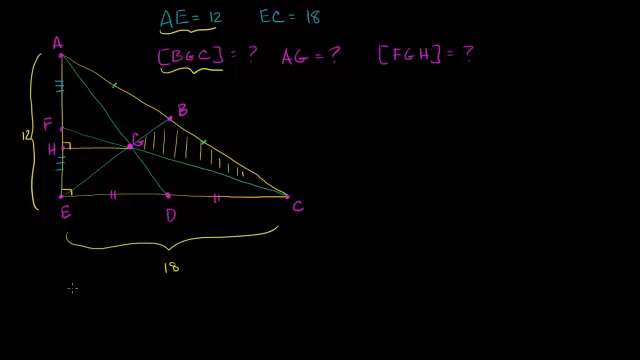 AE = 12 EC = 18
[BGC] = ? AG = ? [FGH] = ?
A
B
12
F
G
H
E
D
C
18